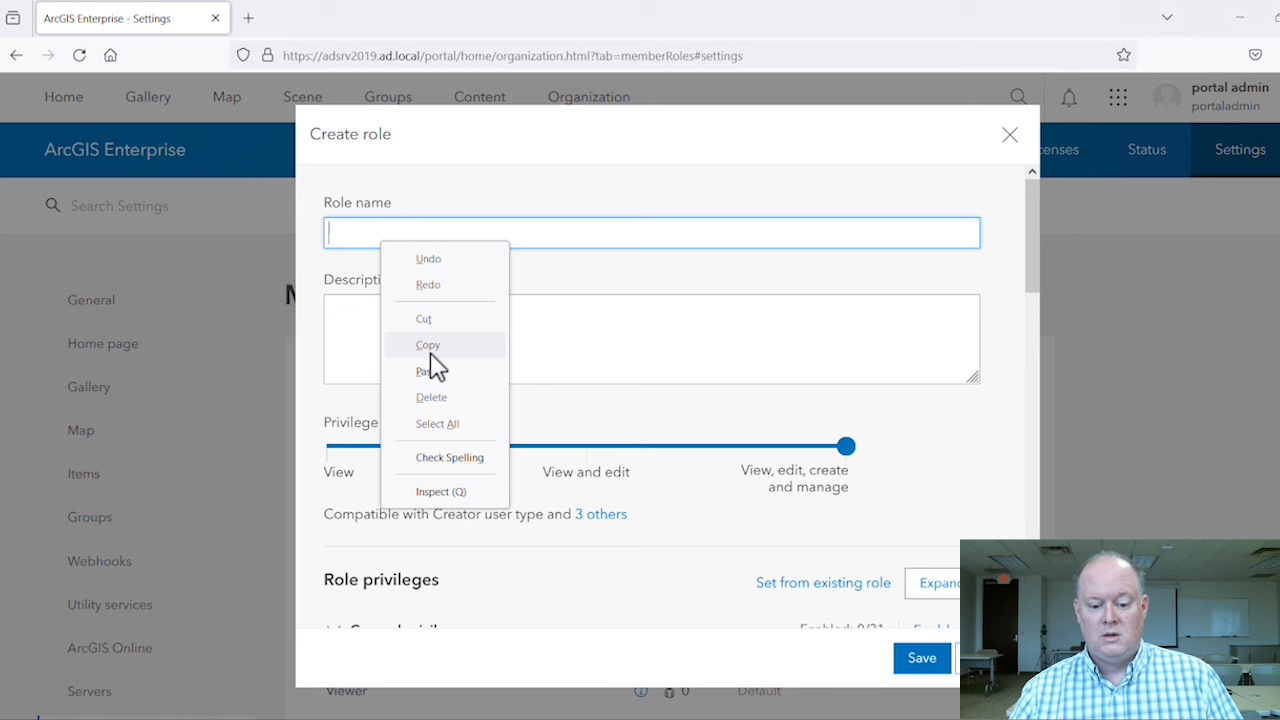 ArcGIS Enterprise - Settings
https://adsrv2019.ad.local/portal/home/organization.html?tab=memberRoles#settings
Home Gallery Map Scene Groups Content Organization
portal admin
portaladmin
ArcGIS Enterprise
Status Settings
Search Settings
General
Home page
Gallery
Map
Items
Groups
Webhooks
Utility services
ArcGIS Online
Servers
Create role
Role name
Undo
Redo
Cut
Copy
Delete
Select All
Check Spelling
Inspect (Q)
Privilege
View View and edit View, edit, create
and manage
Compatible with Creator user type and 3 others
Role privileges Set from existing role
Save
Viewer 0 Default